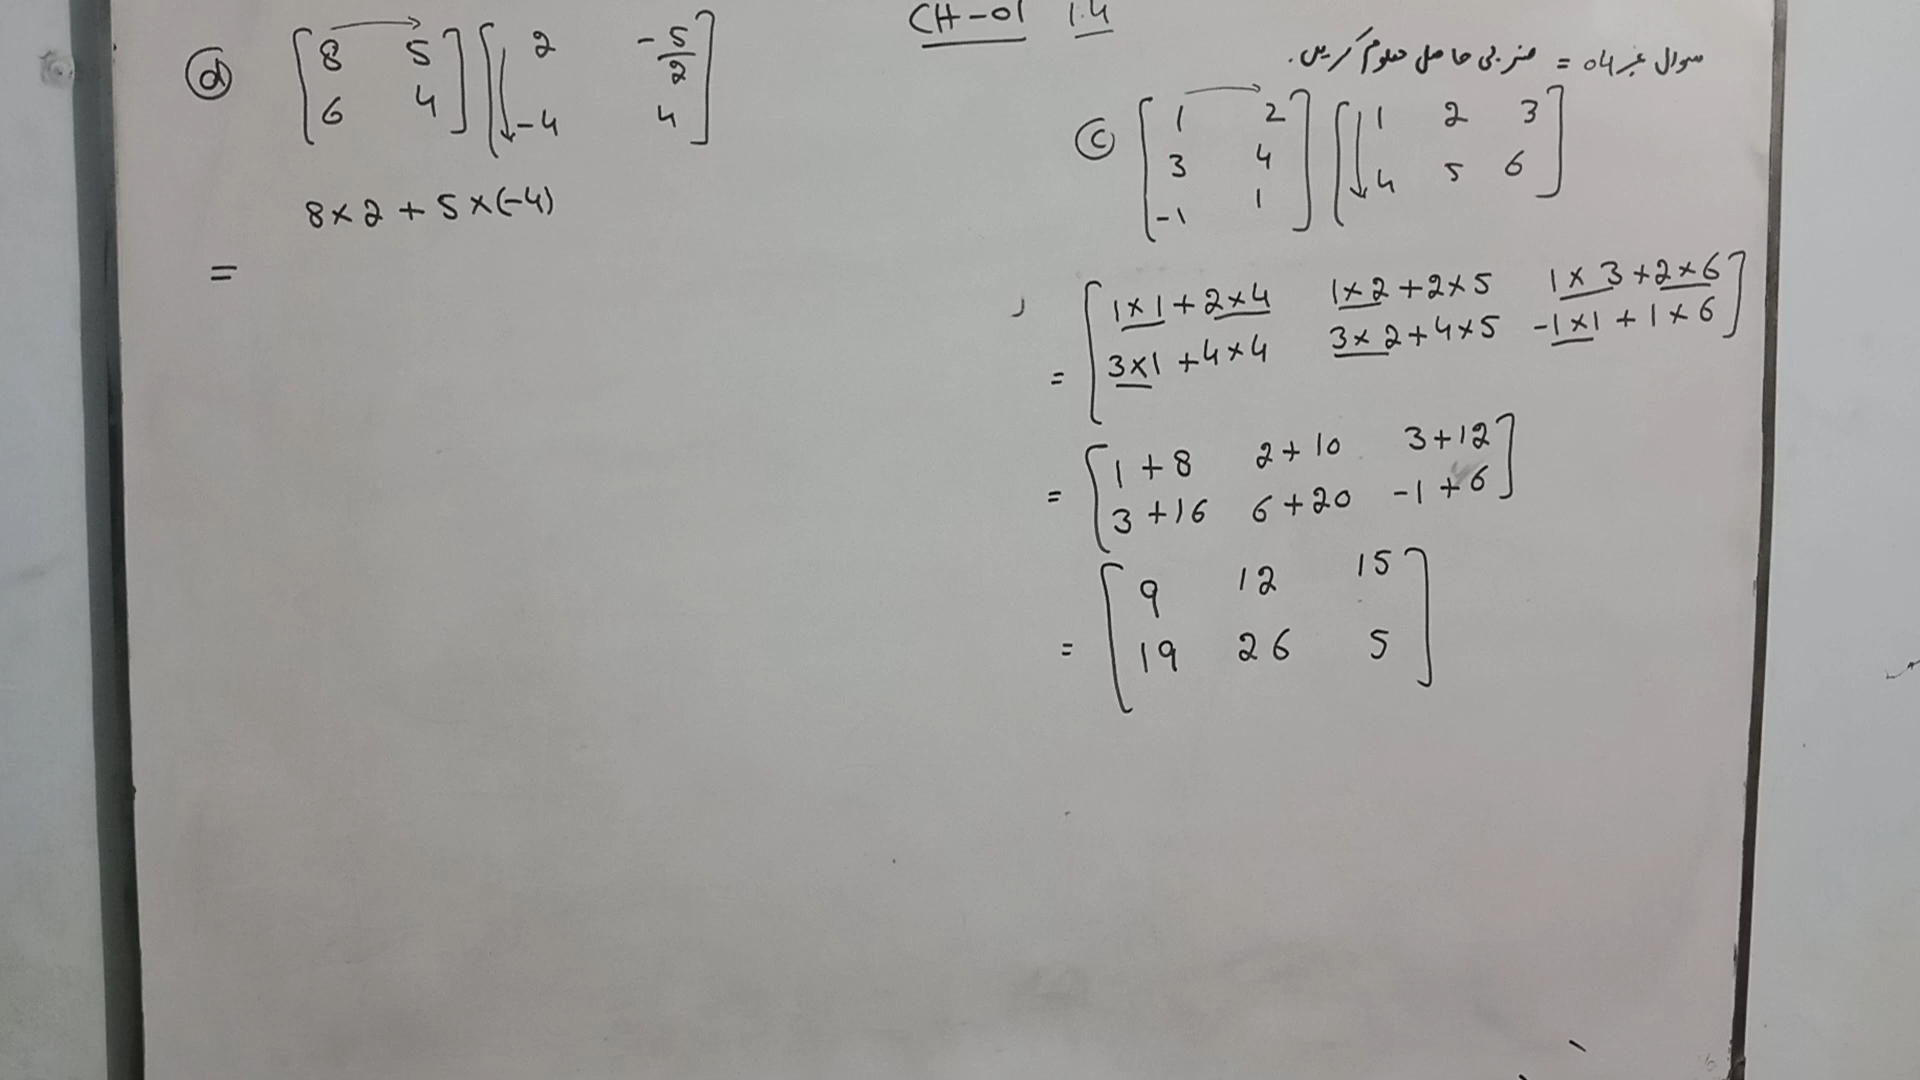 CH-01 1.4
سوال نمبر 04 = ضربی حاصل معلوم کریں.
(c) [1 2] [1 2 3]
3 4 4 5 6
-1 1
= [1×1+2×4 1×2+2×5 1×3+2×6]
3×1+4×4 3×2+4×5 -1×1+1×6
= [1+8 2+10 3+12]
3+16 6+20 -1+6
= [9 12 15]
19 26 5
(d) [8 5] [2 -5/2]
6 4 -4 4
8×2+5×(-4)
=